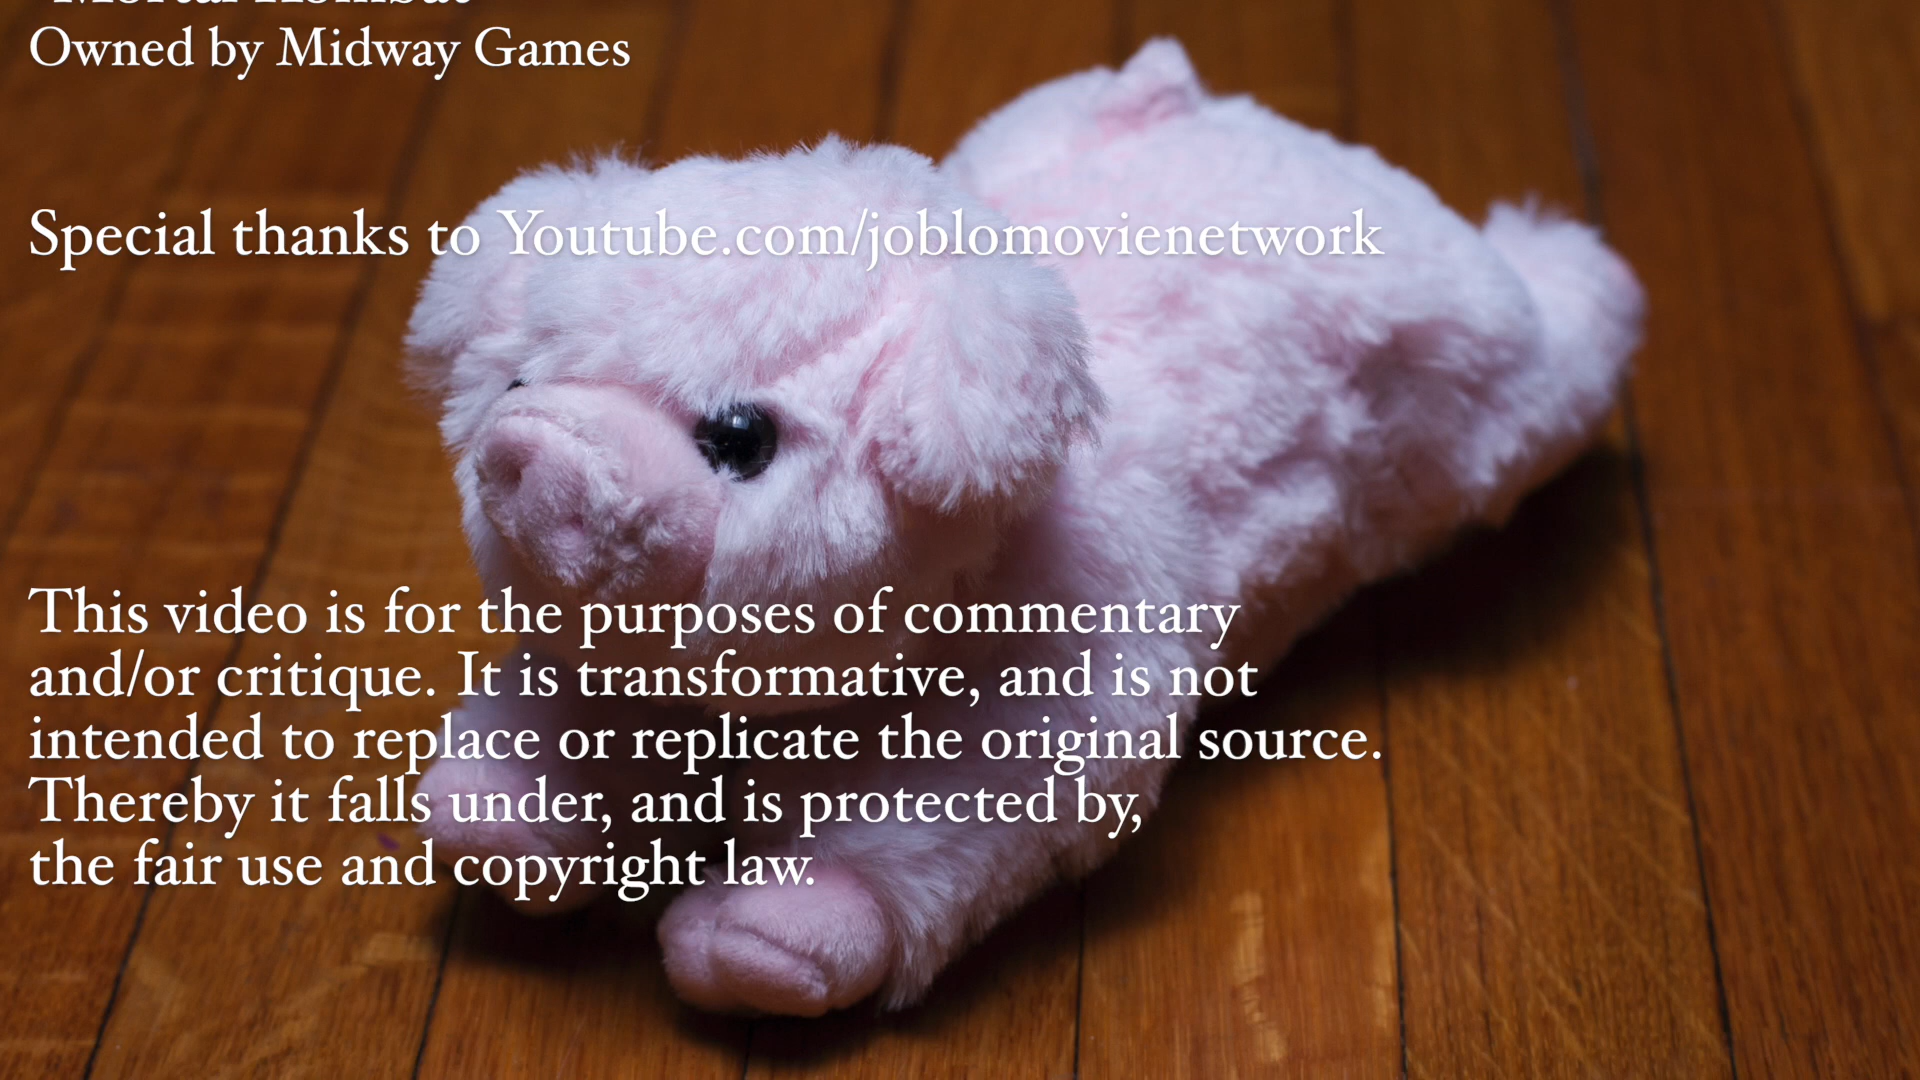 Owned by Midway Games
Special thanks to Youtube.com/joblomovienetwork
This video is for the purposes of commentary
and/or critique. It is transformative, and is not
intended to replace or replicate the original source.
Thereby it falls under, and is protected by,
the fair use and copyright law.